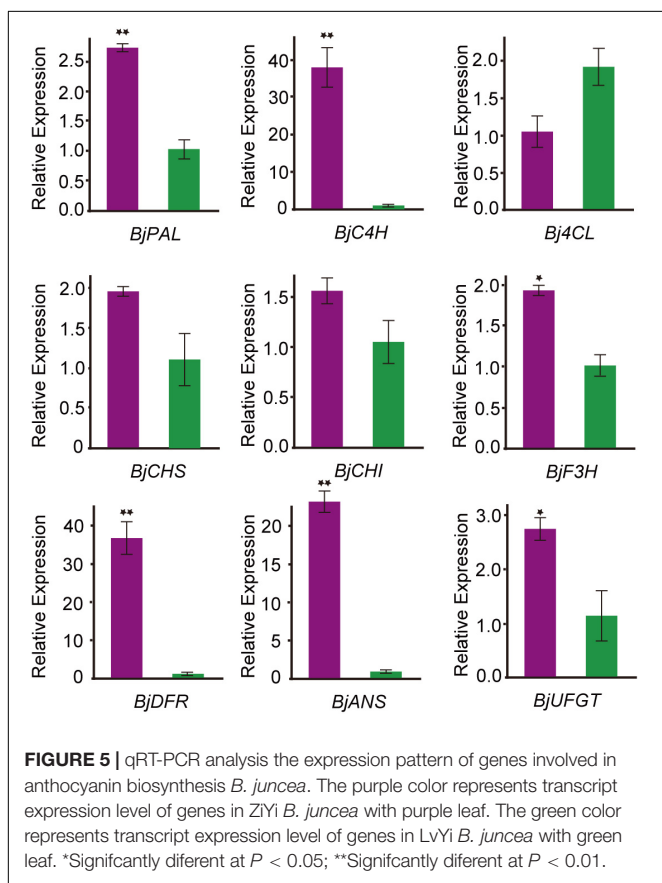 Relative Expression
2.5
2.0
1.5
1.0
0.5
0.0
**
BjPAL
Relative Expression
40
30
20
10
0
**
BjC4H
Relative Expression
2.0
1.5
1.0
0.5
0.0
Bj4CL
Relative Expression
2.0
1.5
1.0
0.5
0
BjCHS
Relative Expression
1.5
1.0
0.5
0.0
BjCHI
Relative Expression
2.0
1.5
1.0
0.5
0.0
*
BjF3H
Relative Expression
40
30
20
10
0
**
BjDFR
Relative Expression
20
15
10
5
0
**
BjANS
Relative Expression
3.0
2.0
1.0
0.0
*
BjUFGT
FIGURE 5 | qRT-PCR analysis the expression pattern of genes involved in
anthocyanin biosynthesis B. juncea. The purple color represents transcript
expression level of genes in ZiYi B. juncea with purple leaf. The green color
represents transcript expression level of genes in LvYi B. juncea with green
leaf. *Signifcantly diferent at P < 0.05; **Signifcantly diferent at P < 0.01.